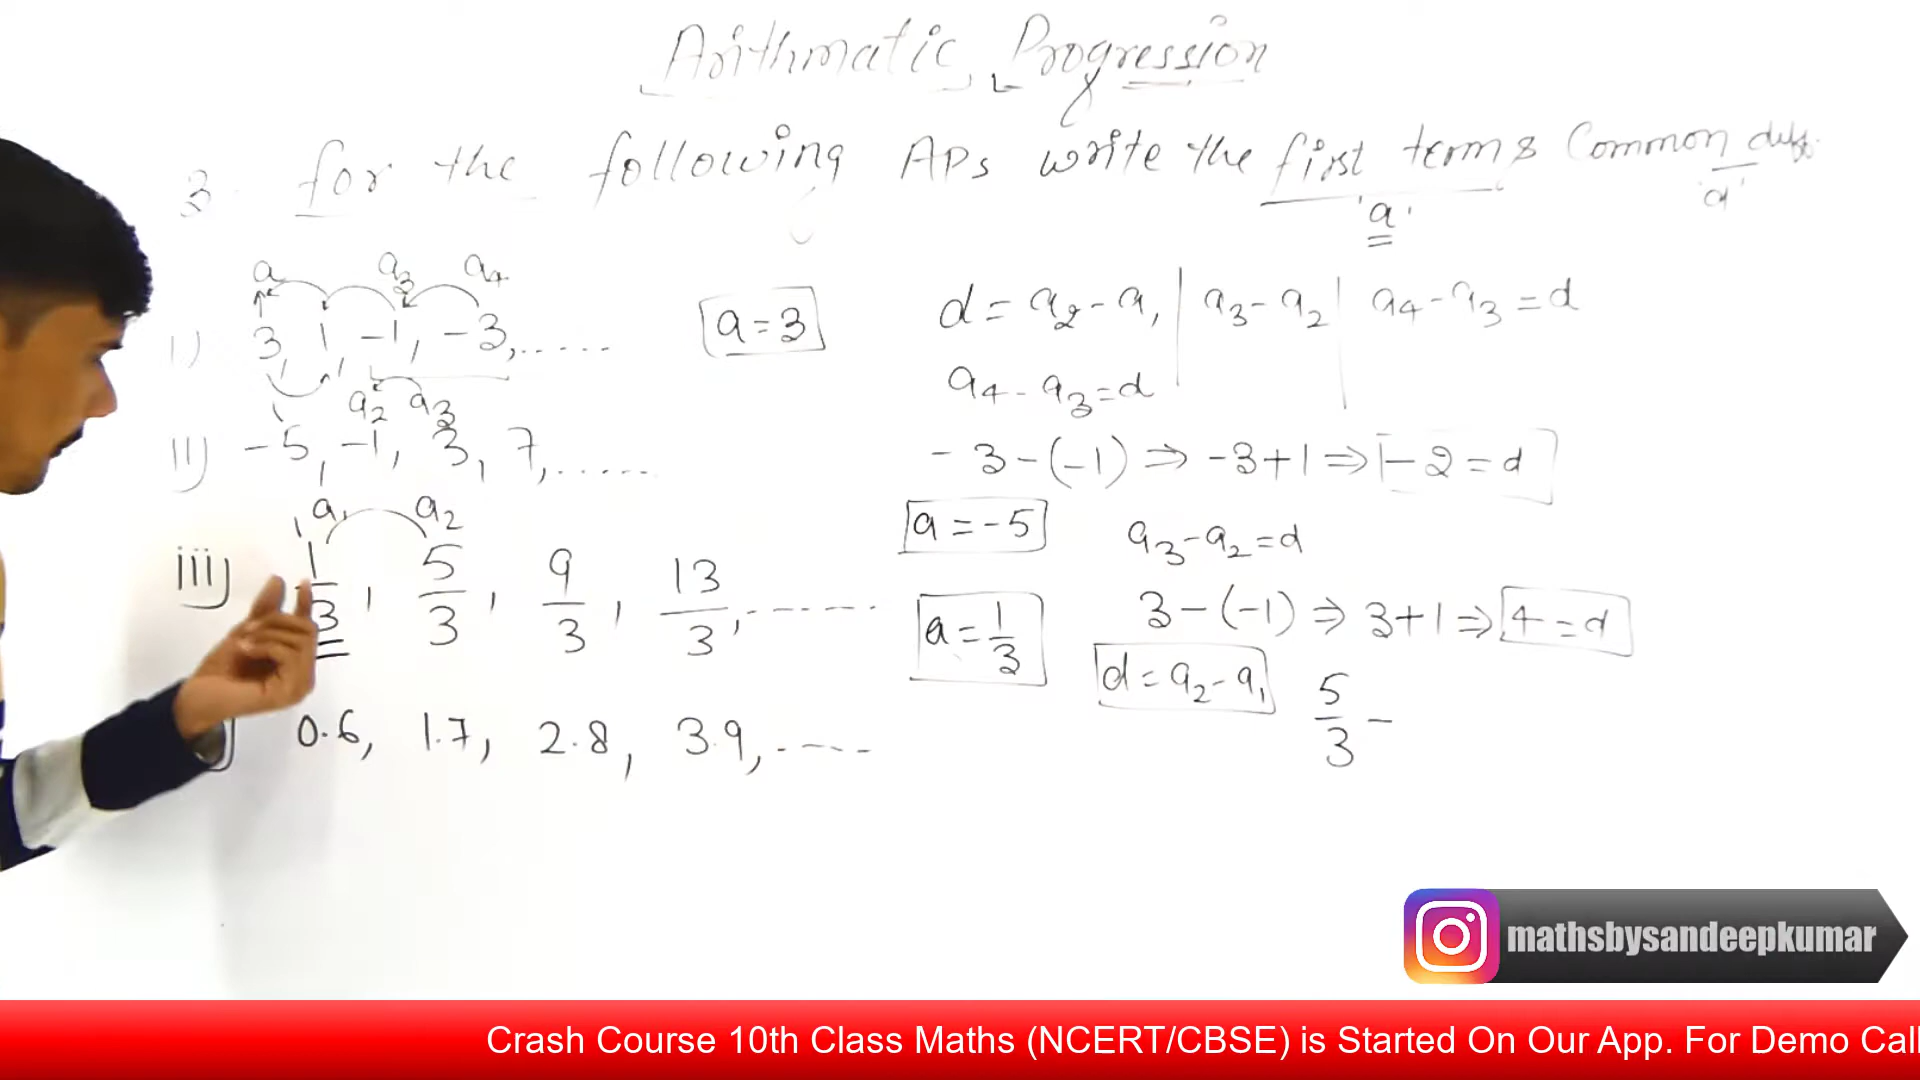 Arithmatic Progression
3. for the following APs write the first terms Common diff.
'a' 'd'
a a3 a4
i) 3, 1, -1, -3, ......
a = 3
d = a2 - a1 | a3 - a2 | a4 - a3 = d
a4 - a3 = d
a2 a3
ii) -5, -1, 3, 7, ......
-3 - (-1) ⇒ -3 + 1 ⇒ -2 = d
a = -5
a3 - a2 = d
3 - (-1) ⇒ 3 + 1 ⇒ 4 = d
a1 a2
iii) 1/3, 5/3, 9/3, 13/3, ------
a = 1/3
d = a2 - a1
5/3 -
0.6, 1.7, 2.8, 3.9, -----
mathsbysandeepkumar
Crash Course 10th Class Maths (NCERT/CBSE) is Started On Our App. For Demo Call